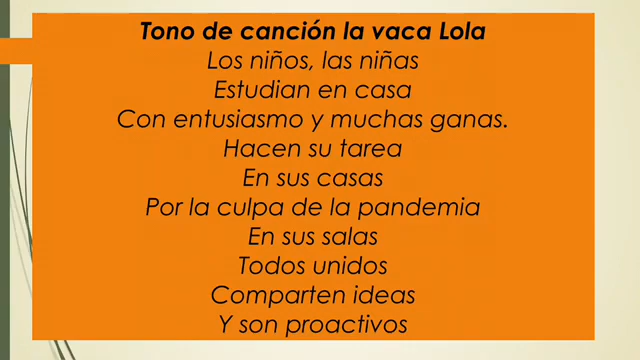 Tono de canción la vaca Lola
Los niños, las niñas
Estudian en casa
Con entusiasmo y muchas ganas.
Hacen su tarea
En sus casas
Por la culpa de la pandemia
En sus salas
Todos unidos
Comparten ideas
Y son proactivos